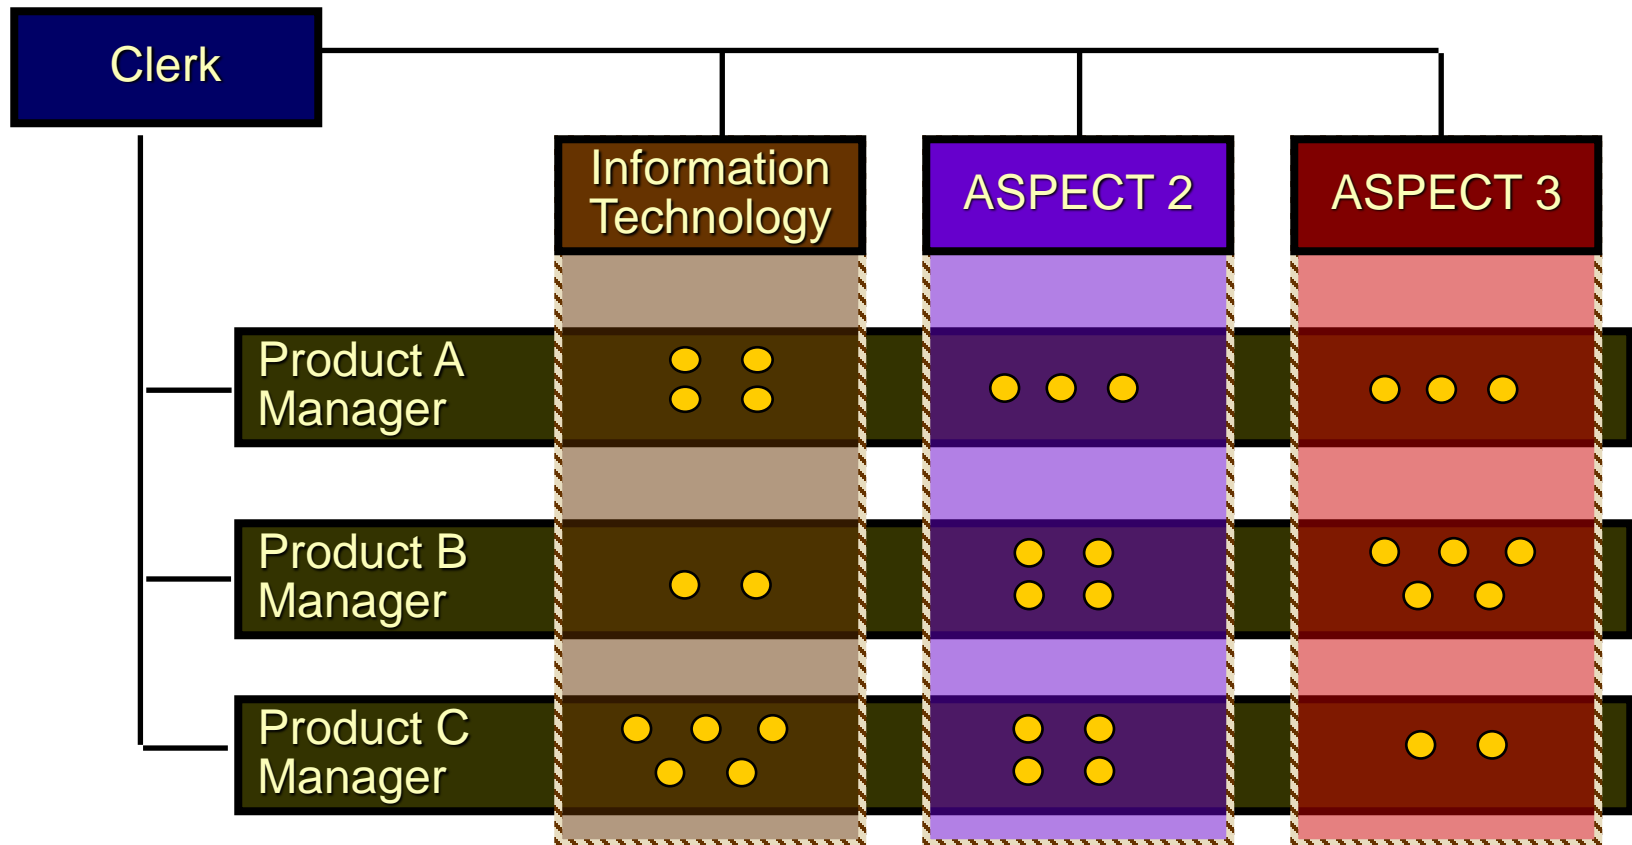 Clerk
Information
Technology
ASPECT 2
ASPECT 3
Product A
Manager
Product B
Manager
Product C
Manager